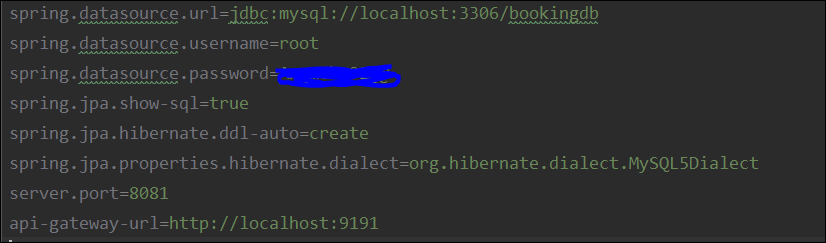 spring.datasource.url=jdbc:mysql://localhost:3306/bookingdb
spring.datasource.username=root
spring.datasource.password=
spring.jpa.show-sql=true
spring.jpa.hibernate.ddl-auto=create
spring.jpa.properties.hibernate.dialect=org.hibernate.dialect.MySQL5Dialect
server.port=8081
api-gateway-url=http://localhost:9191